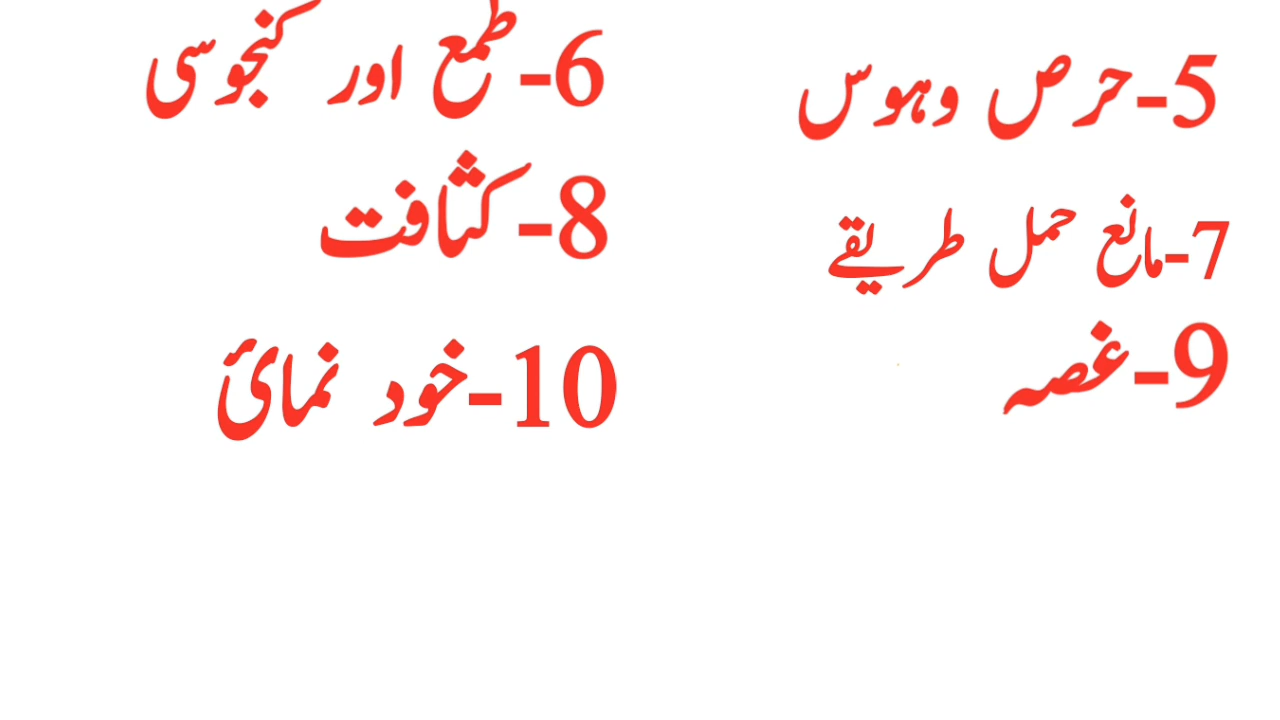 5-حرص وہوس
6-طمع اور کنجوسی
7-مانع حمل طریقے
8-کثافت
9-غصہ
10-خود نمائ